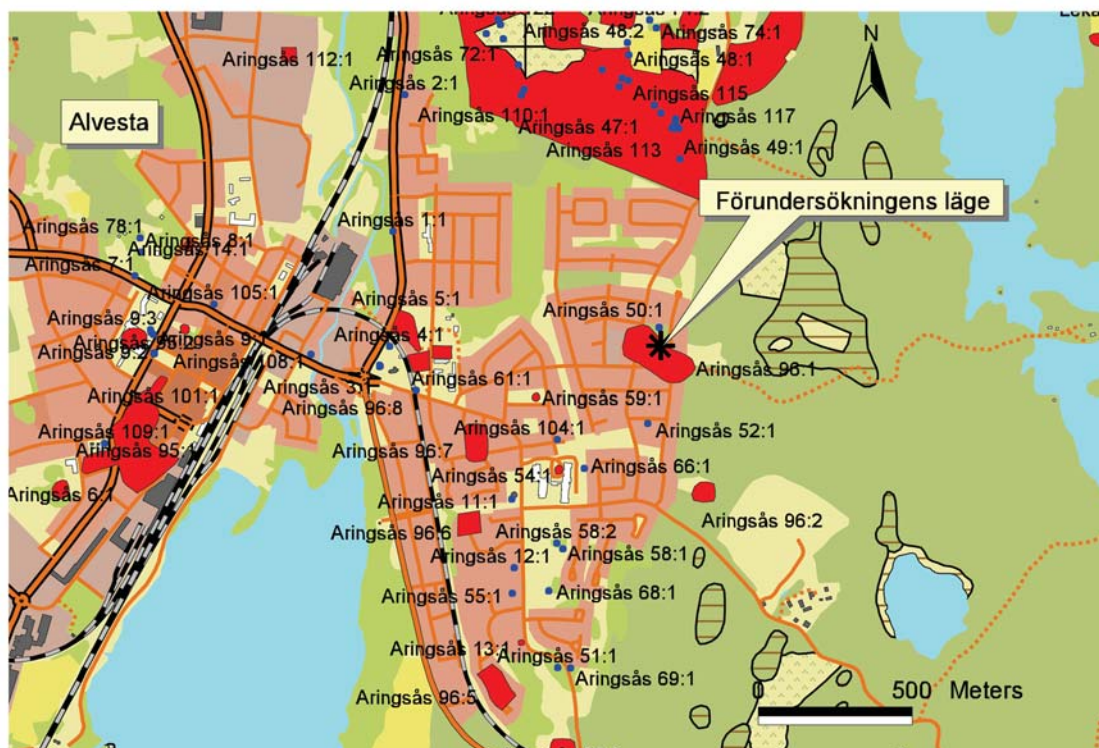 Aringsås 48:2
Aringsås 74:1
Aringsås 112:1
Aringsås 72:1
Aringsås 48:1
N
Aringsås 2:1
Aringsås 115
Alvesta
Aringsås 110:1
Aringsås 47:1
Aringsås 117
Aringsås 113
Aringsås 49:1
Förundersökningens läge
Aringsås 78:1
Aringsås 8:1
Aringsås 14:1
Aringsås 1:1
Aringsås 7:1
Aringsås 105:1
Aringsås 5:1
Aringsås 50:1
Aringsås 9:3
Aringsås 4:1
Aringsås 9:2
Aringsås 108:1
Aringsås 96:1
Aringsås 3:1
Aringsås 61:1
Aringsås 101:1
Aringsås 96:8
Aringsås 59:1
Aringsås 109:1
Aringsås 104:1
Aringsås 52:1
Aringsås 95:1
Aringsås 96:7
Aringsås 54:1
Aringsås 66:1
Aringsås 6:1
Aringsås 11:1
Aringsås 96:2
Aringsås 96:6
Aringsås 58:2
Aringsås 12:1
Aringsås 58:1
Aringsås 55:1
Aringsås 68:1
Aringsås 13:1
Aringsås 51:1
Aringsås 69:1
Aringsås 96:5
0 500 Meters